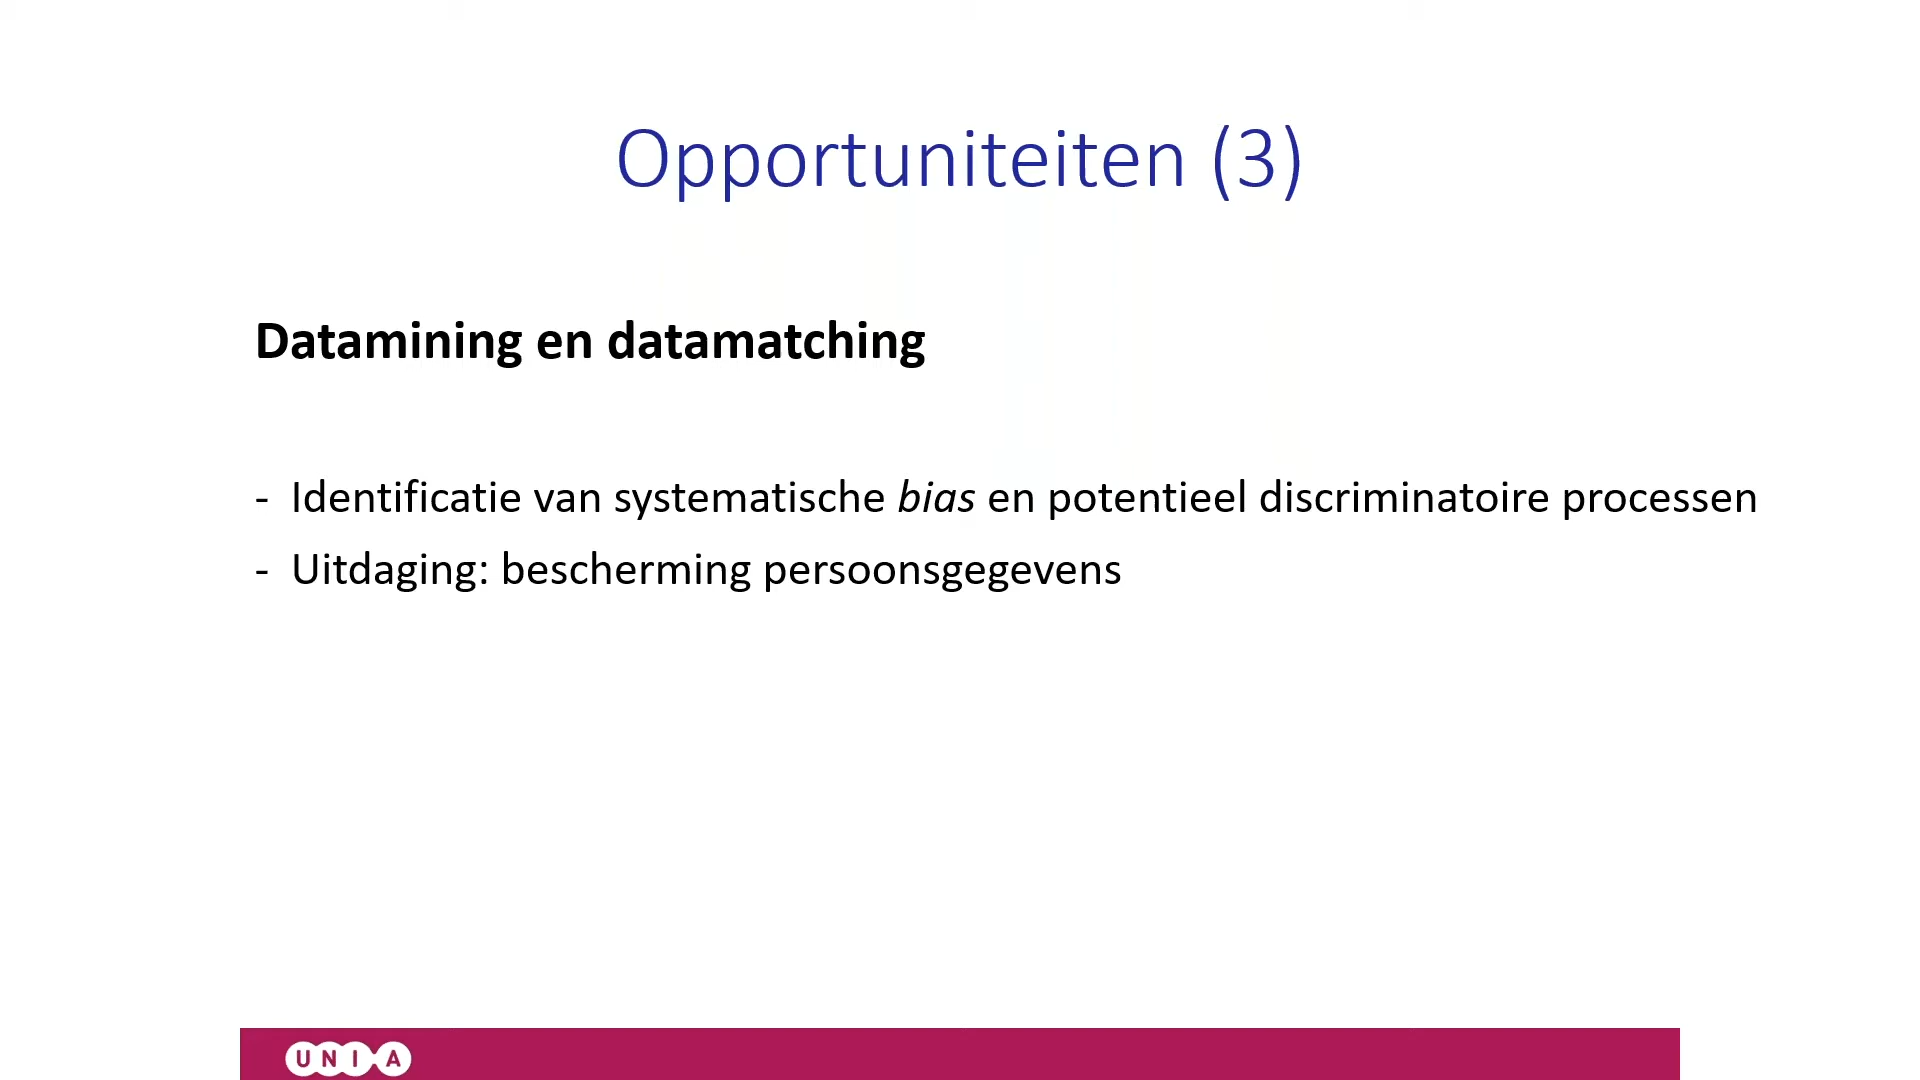 Opportuniteiten (3)
Datamining en datamatching
- Identificatie van systematische bias en potentieel discriminatoire processen
- Uitdaging: bescherming persoonsgegevens
UNIA